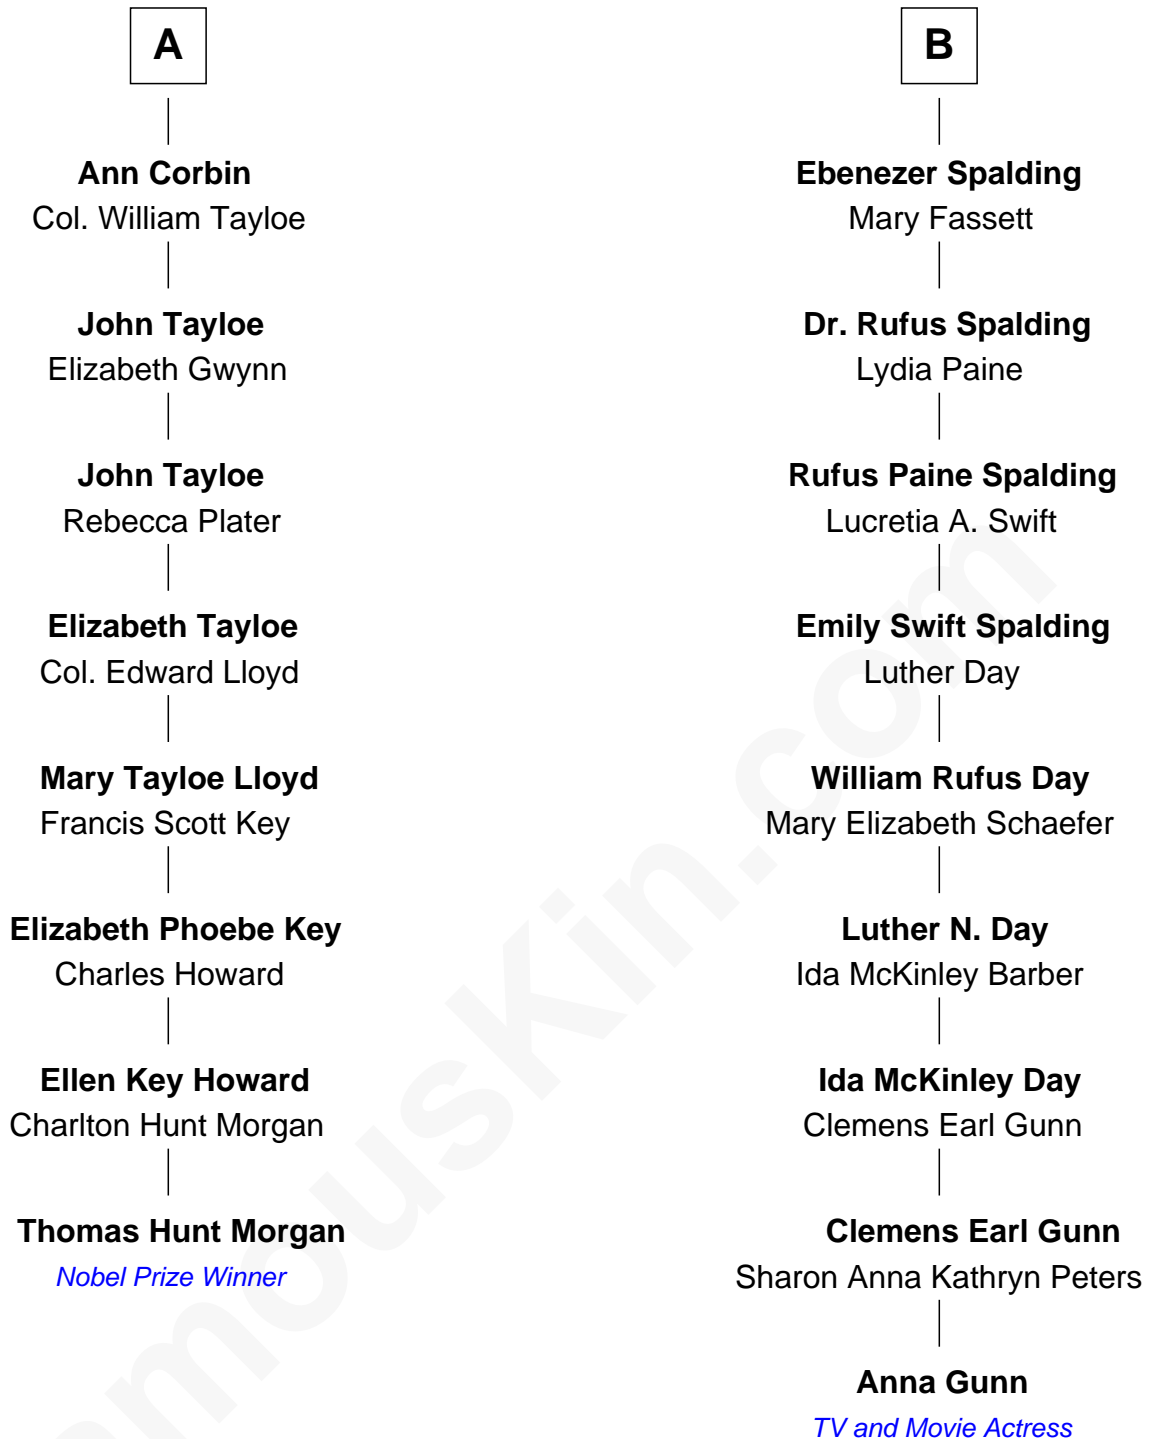 A
Ann Corbin
Col. William Tayloe
John Tayloe
Elizabeth Gwynn
John Tayloe
Rebecca Plater
Elizabeth Tayloe
Col. Edward Lloyd
Mary Tayloe Lloyd
Francis Scott Key
Elizabeth Phoebe Key
Charles Howard
Ellen Key Howard
Charlton Hunt Morgan
Thomas Hunt Morgan
Nobel Prize Winner
B
Ebenezer Spalding
Mary Fassett
Dr. Rufus Spalding
Lydia Paine
Rufus Paine Spalding
Lucretia A. Swift
Emily Swift Spalding
Luther Day
William Rufus Day
Mary Elizabeth Schaefer
Luther N. Day
Ida McKinley Barber
Ida McKinley Day
Clemens Earl Gunn
Clemens Earl Gunn
Sharon Anna Kathryn Peters
Anna Gunn
TV and Movie Actress
amousKin.com